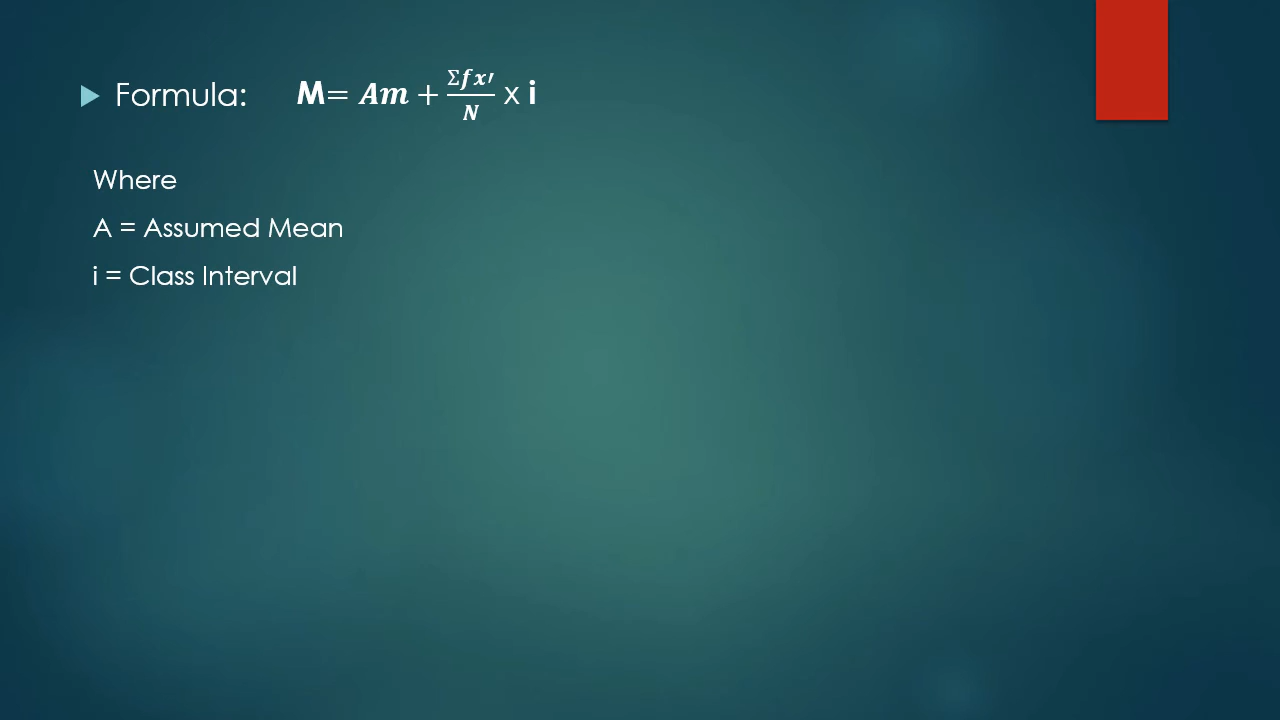 Formula: M= Am + Σfx′/N x i
Where
A = Assumed Mean
i = Class Interval